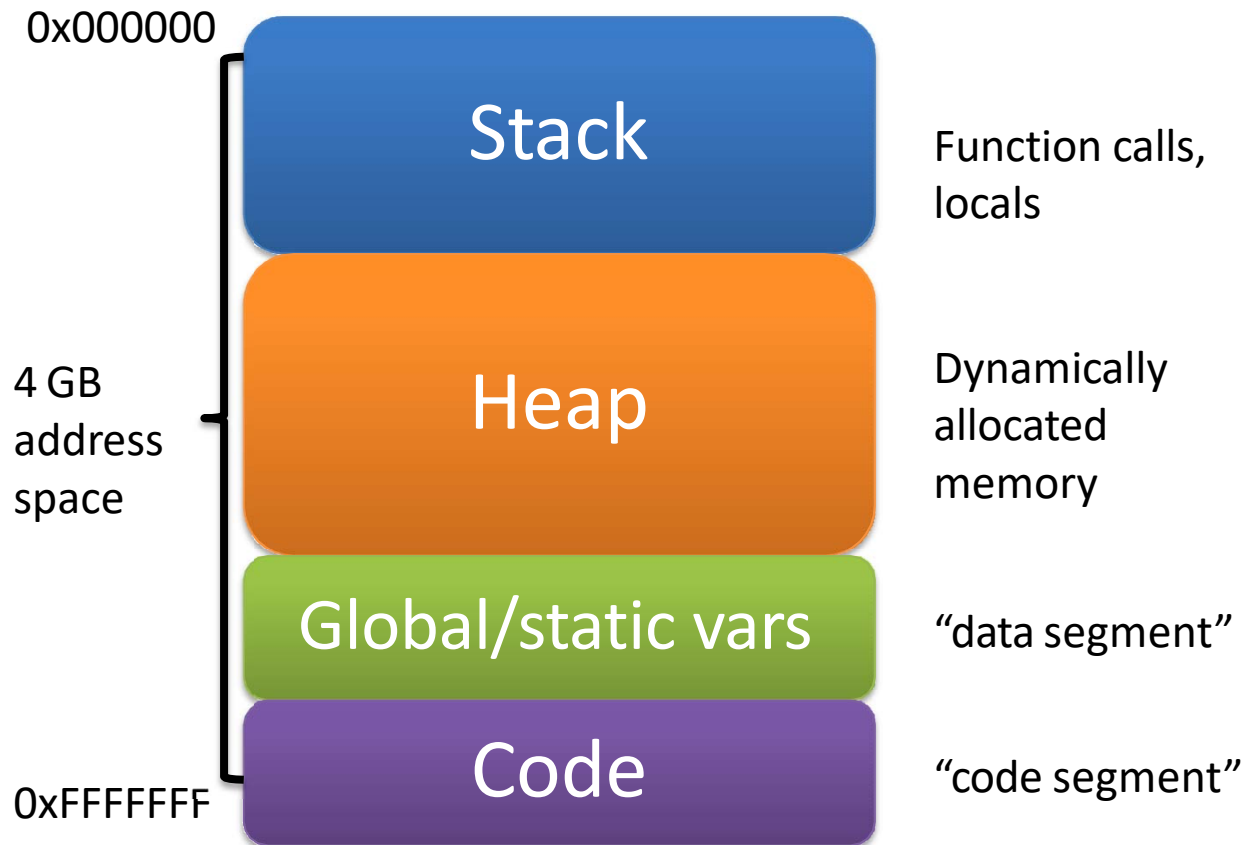 0x000000
Stack
Function calls,
locals
4 GB
address
space
Heap
Dynamically
allocated
memory
Global/static vars
“data segment”
Code
“code segment”
0xFFFFFFF